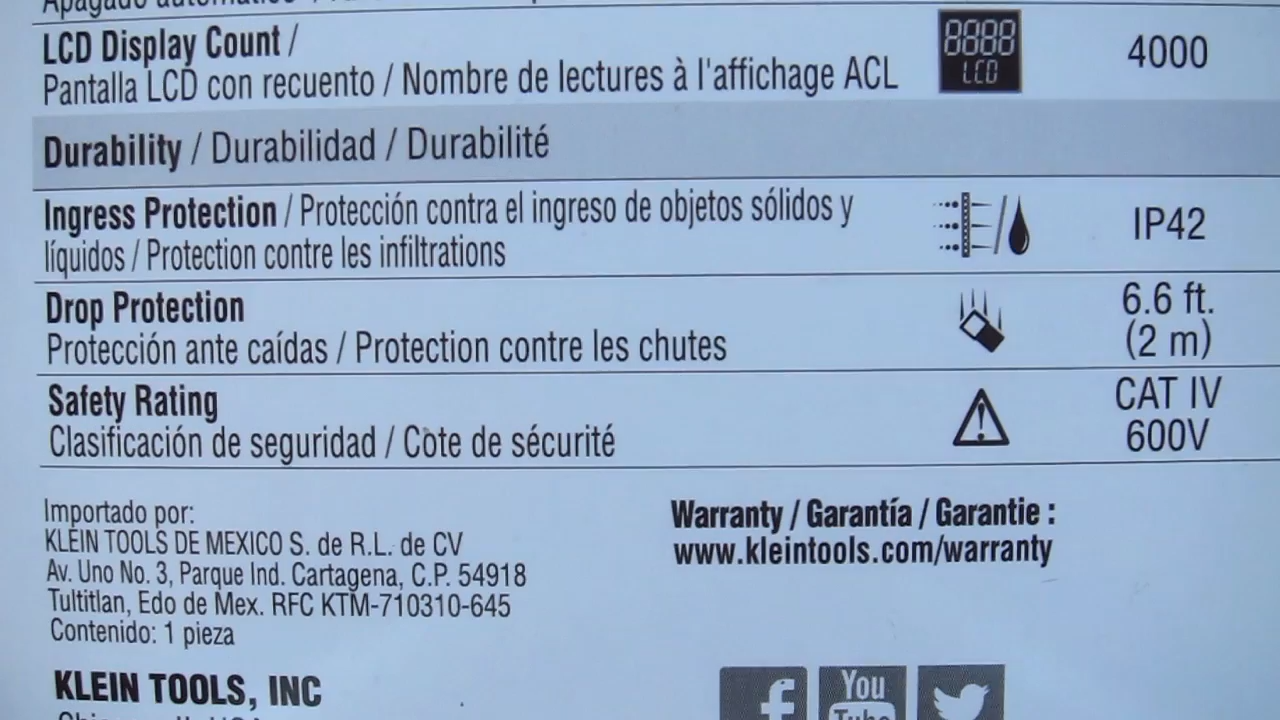 Apagado automático /
LCD Display Count /
Pantalla LCD con recuento / Nombre de lectures à l'affichage ACL
8888
LCD
4000
Durability / Durabilidad / Durabilité
Ingress Protection / Protección contra el ingreso de objetos sólidos y
líquidos / Protection contre les infiltrations
IP42
Drop Protection
Protección ante caídas / Protection contre les chutes
6.6 ft.
(2 m)
Safety Rating
Clasificación de seguridad / Cote de sécurité
CAT IV
600V
Importado por:
KLEIN TOOLS DE MEXICO S. de R.L. de CV
Av. Uno No. 3, Parque Ind. Cartagena, C.P. 54918
Tultitlan, Edo de Mex. RFC KTM-710310-645
Contenido: 1 pieza
Warranty / Garantía / Garantie :
www.kleintools.com/warranty
KLEIN TOOLS, INC
f
You
Tube